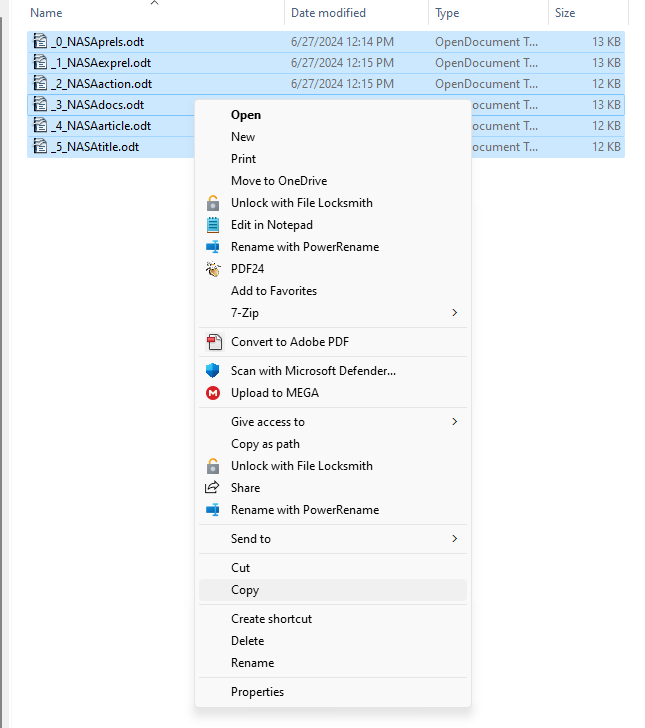 Name Date modified Type Size
_0_NASAprels.odt 6/27/2024 12:14 PM OpenDocument T... 13 KB
_1_NASAexprel.odt 6/27/2024 12:15 PM OpenDocument T... 13 KB
_2_NASAaction.odt 6/27/2024 12:15 PM OpenDocument T... 12 KB
_3_NASAdocs.odt ocument T... 13 KB
_4_NASAarticle.odt ocument T... 12 KB
_5_NASAtitle.odt ocument T... 12 KB
Open
New
Print
Move to OneDrive
Unlock with File Locksmith
Edit in Notepad
Rename with PowerRename
PDF24
Add to Favorites
7-Zip
Convert to Adobe PDF
Scan with Microsoft Defender...
Upload to MEGA
Give access to
Copy as path
Unlock with File Locksmith
Share
Rename with PowerRename
Send to
Cut
Copy
Create shortcut
Delete
Rename
Properties